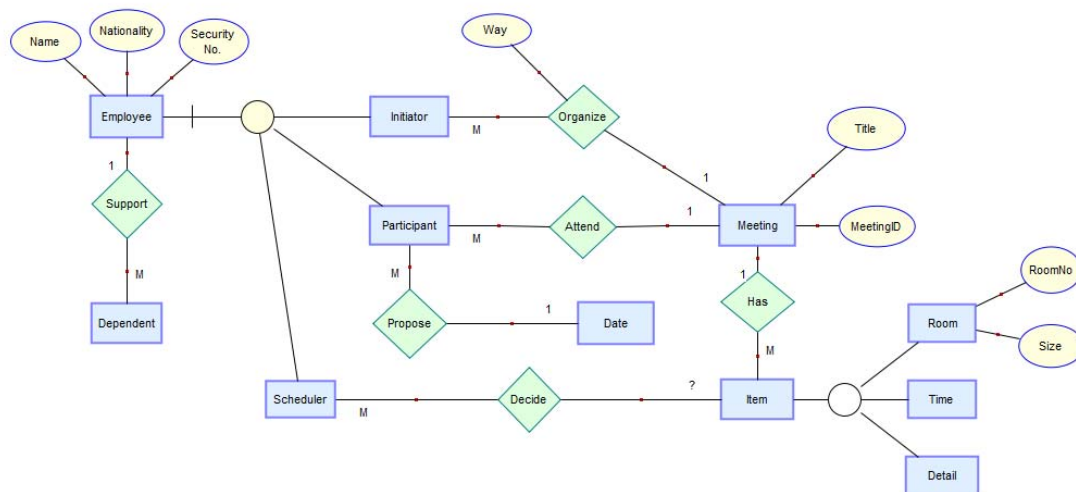 Name
Nationality
Security
No.
Way
Employee
Initiator
M
Organize
Title
1
Support
1
Participant
M
Attend
1
Meeting
MeetingID
M
1
Has
RoomNo
M
Dependent
Propose
1
Date
Room
M
Size
Scheduler
M
Decide
?
Item
Time
Detail